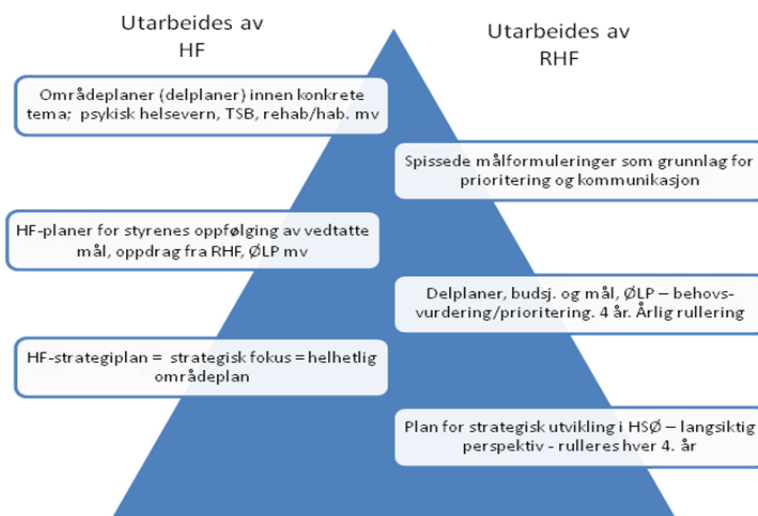 Utarbeides av
HF
Utarbeides av
RHF
Områdeplaner (delplaner) innen konkrete
tema; psykisk helsevern, TSB, rehab/hab. mv
Spissede målformuleringer som grunnlag for
prioritering og kommunikasjon
HF-planer for styrenes oppfølging av vedtatte
mål, oppdrag fra RHF, ØLP mv
Delplaner, budsj. og mål, ØLP – behovs-
vurdering/prioritering. 4 år. Årlig rullering
HF-strategiplan = strategisk fokus = helhetlig
områdeplan
Plan for strategisk utvikling i HSØ – langsiktig
perspektiv - rulleres hver 4. år